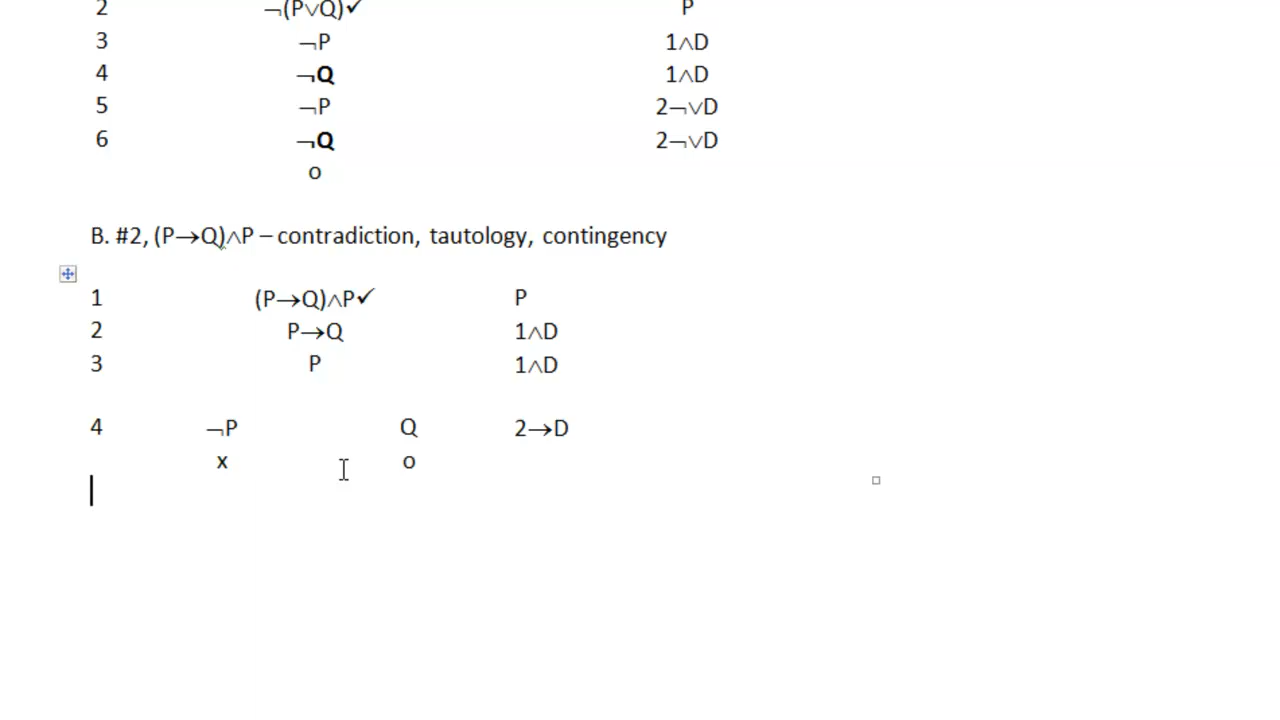 2 ¬(P∨Q)✓ P
3 ¬P 1∧D
4 ¬Q 1∧D
5 ¬P 2¬∨D
6 ¬Q 2¬∨D
o
B. #2, (P→Q)∧P – contradiction, tautology, contingency
1 (P→Q)∧P✓ P
2 P→Q 1∧D
3 P 1∧D
4 ¬P Q 2→D
x o